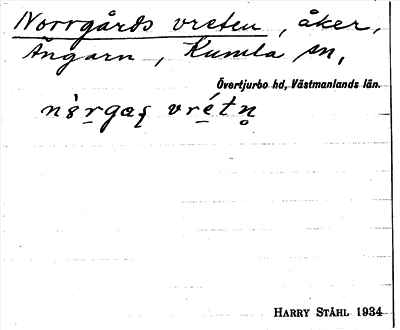 Norrgårds vreten, åker,
Ängarn, Kumla sn,
Övertjurbo hd, Västmanlands län.
HARRY STÅHL 1934